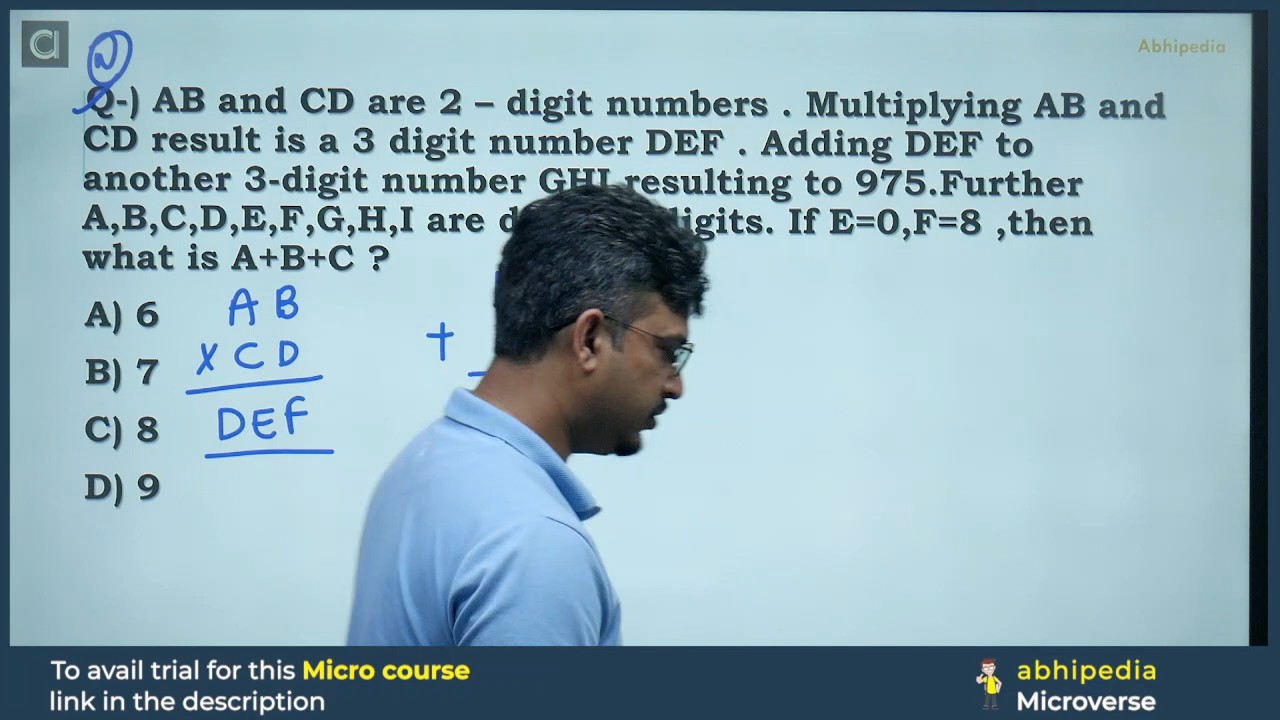 Abhipedia
Q-) AB and CD are 2 – digit numbers . Multiplying AB and
CD result is a 3 digit number DEF . Adding DEF to
another 3-digit number GHI resulting to 975.Further
A,B,C,D,E,F,G,H,I are digits. If E=0,F=8 ,then
what is A+B+C ?
A) 6
B) 7
C) 8
D) 9
A B
X C D
DEF
+
To avail trial for this Micro course
link in the description
abhipedia
Microverse